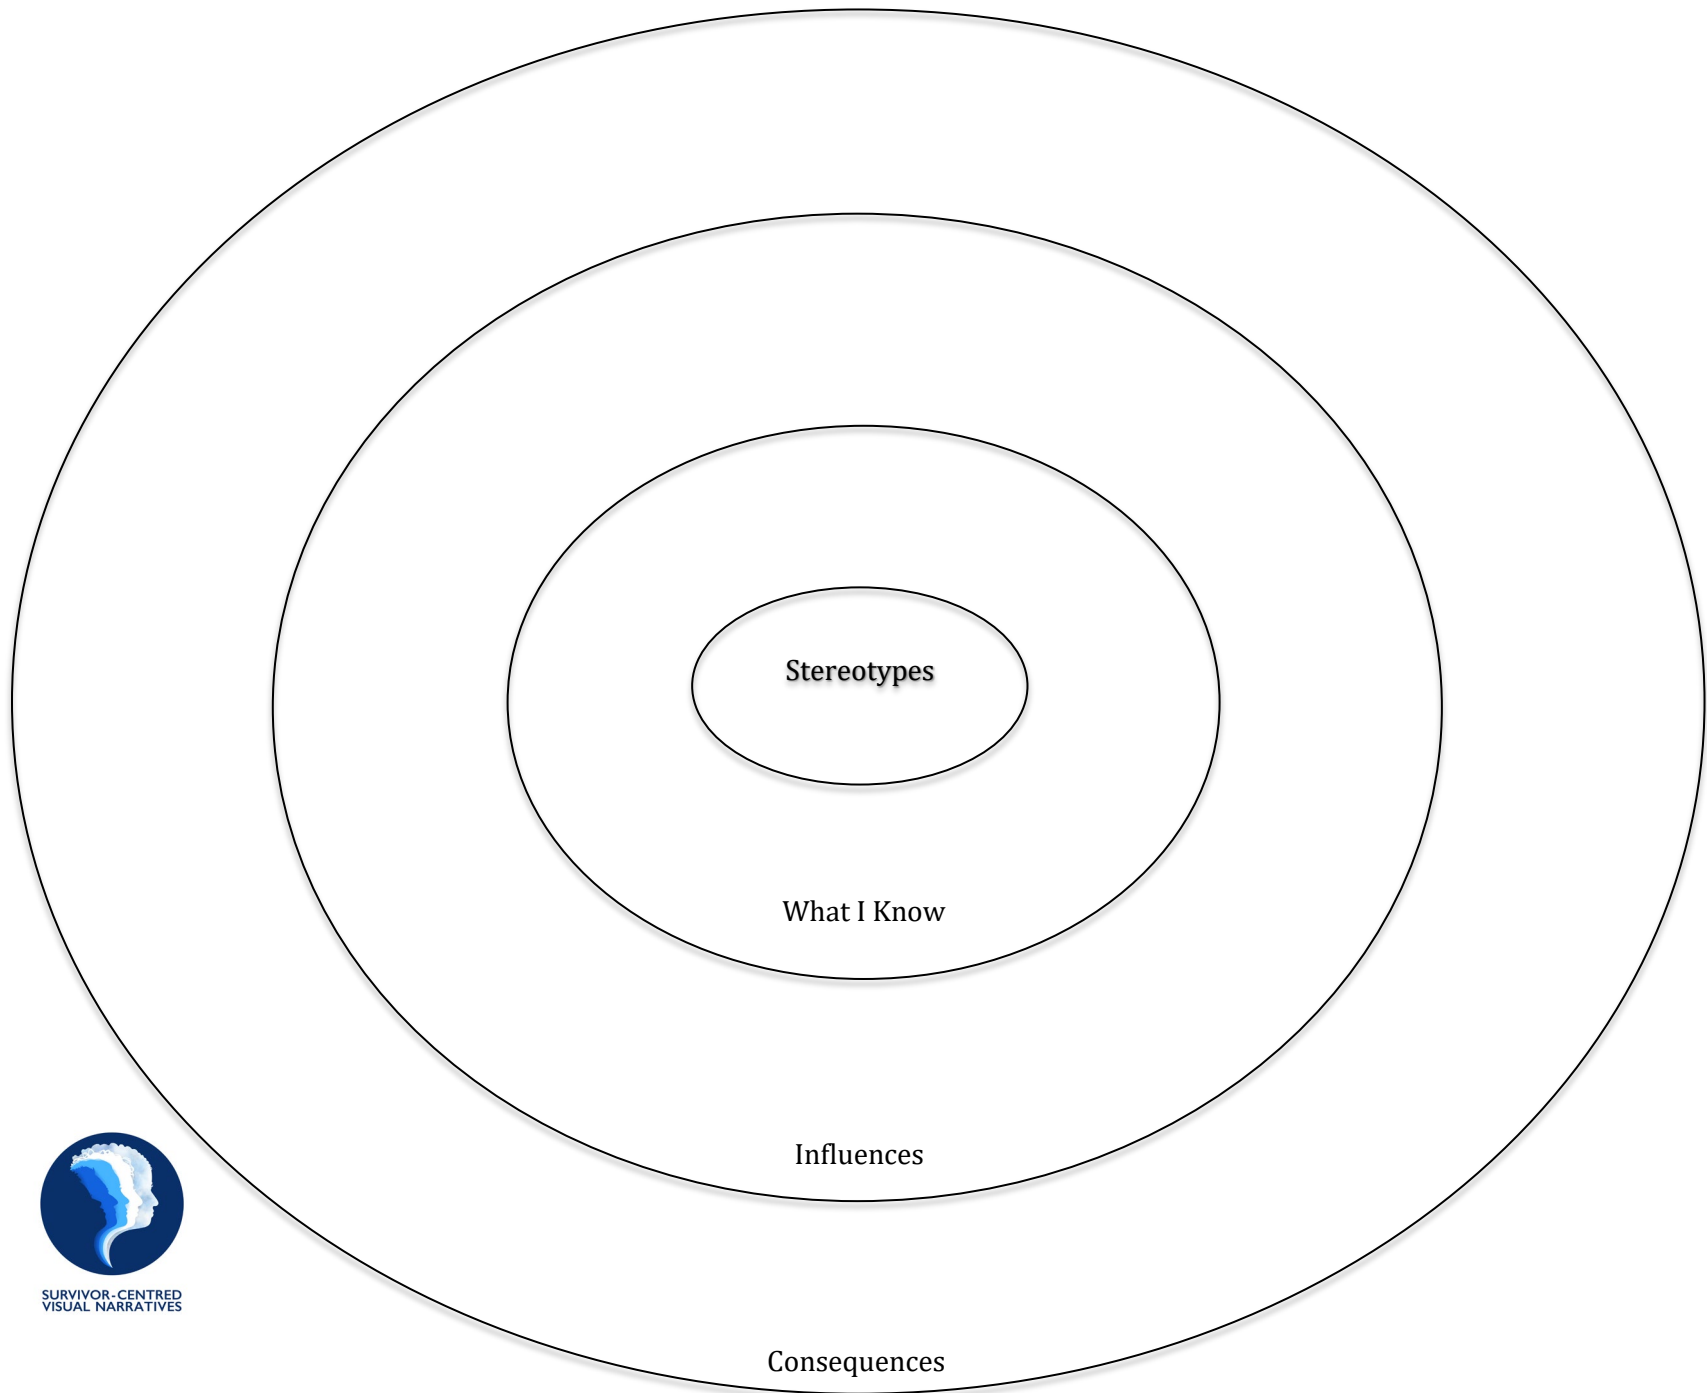 Stereotypes
What I Know
Influences
SURVIVOR-CENTRED
VISUAL NARRATIVES
Consequences